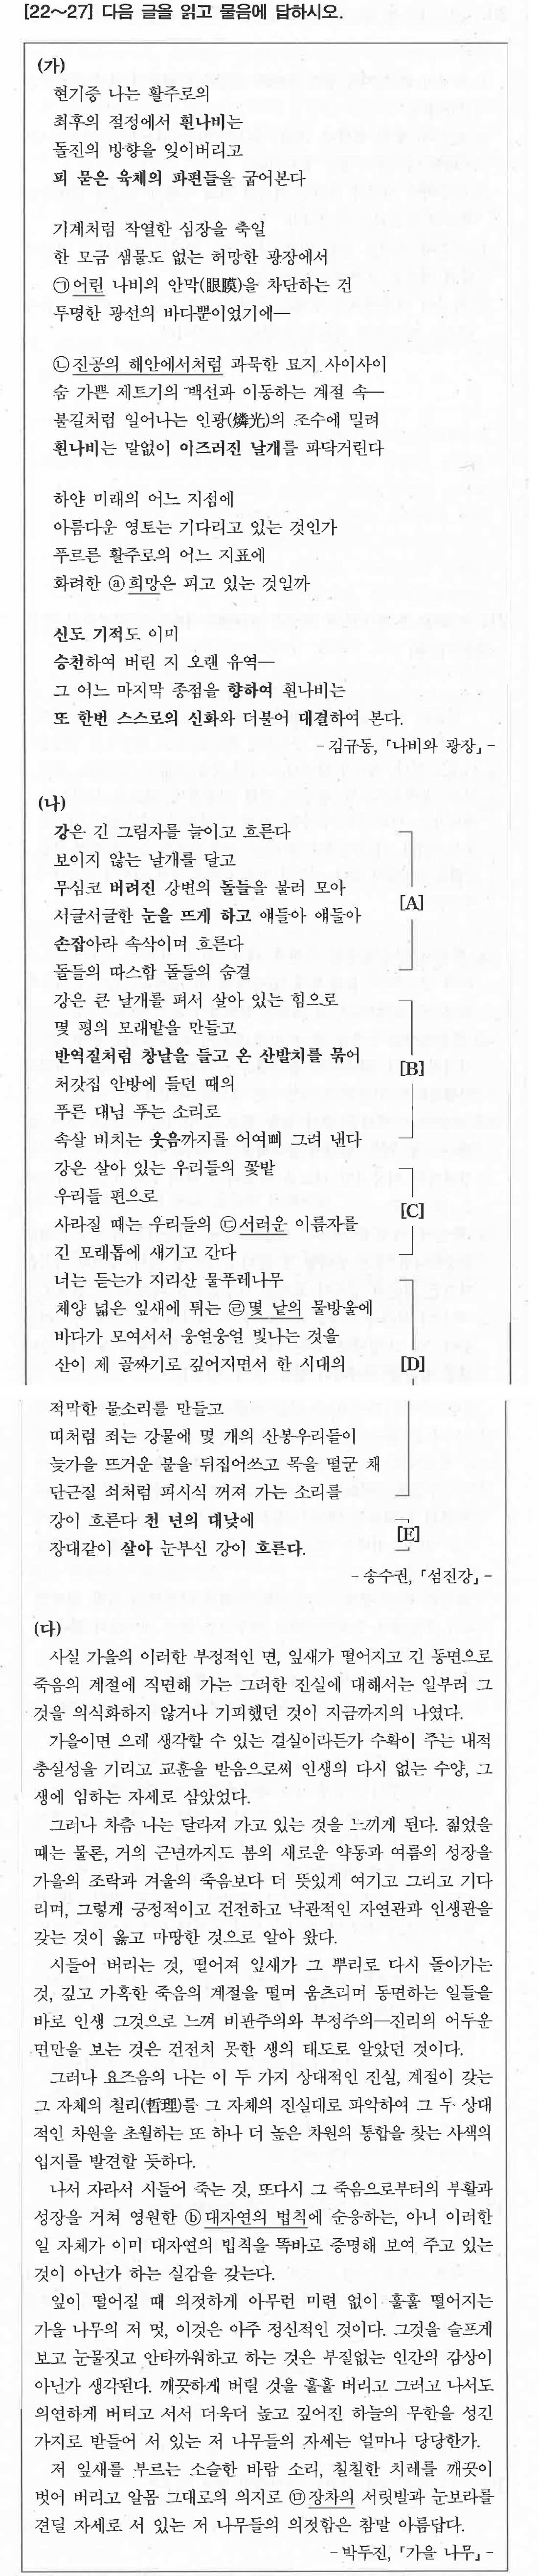 [22～27] 다음 글을 읽고 물음에 답하시오.
(가)
현기증 나는 활주로의
최후의 절정에서 흰나비는
돌진의 방향을 잊어버리고
피 묻은 육체의 파편들을 굽어본다
기계처럼 작열한 심장을 축일
한 모금 샘물도 없는 허망한 광장에서
㉠어린 나비의 안막(眼膜)을 차단하는 건
투명한 광선의 바다뿐이었기에—
㉡진공의 해안에서처럼 과묵한 묘지 사이사이
숨 가쁜 제트기의 백선과 이동하는 계절 속—
불길처럼 일어나는 인광(燐光)의 조수에 밀려
흰나비는 말없이 이즈러진 날개를 파닥거린다
하얀 미래의 어느 지점에
아름다운 영토는 기다리고 있는 것인가
푸르른 활주로의 어느 지표에
화려한 ⓐ희망은 피고 있는 것일까
신도 기적도 이미
승천하여 버린 지 오랜 유역—
그 어느 마지막 종점을 향하여 흰나비는
또 한번 스스로의 신화와 더불어 대결하여 본다.
- 김규동, 「나비와 광장」 -
(나)
강은 긴 그림자를 늘이고 흐른다
보이지 않는 날개를 달고
무심코 버려진 강변의 돌들을 불러 모아
서글서글한 눈을 뜨게 하고 얘들아 얘들아
[A]
손잡아라 속삭이며 흐른다
돌들의 따스함 돌들의 숨결
강은 큰 날개를 펴서 살아 있는 힘으로
몇 평의 모래밭을 만들고
반역질처럼 창날을 들고 온 산발치를 묶어
[B]
처갓집 안방에 들던 때의
푸른 대님 푸는 소리로
속살 비치는 웃음까지를 어여삐 그려 낸다
강은 살아 있는 우리들의 꽃밭
우리들 편으로
사라질 때는 우리들의 ㉢서러운 이름자를
[C]
긴 모래톱에 새기고 간다
너는 듣는가 지리산 물푸레나무
체양 넓은 잎새에 튀는 ㉣몇 낱의 물방울에
바다가 모여서서 웅얼웅얼 빛나는 것을
산이 제 골짜기로 깊어지면서 한 시대의
[D]
적막한 물소리를 만들고
띠처럼 죄는 강물에 몇 개의 산봉우리들이
늦가을 뜨거운 불을 뒤집어쓰고 목을 떨군 채
단근질 쇠처럼 피시식 꺼져 가는 소리를
강이 흐른다 천 년의 대낮에
[E]
장대같이 살아 눈부신 강이 흐른다.
- 송수권, 「섬진강」 -
(다)
사실 가을의 이러한 부정적인 면, 잎새가 떨어지고 긴 동면으로
죽음의 계절에 직면해 가는 그러한 진실에 대해서는 일부러 그
것을 의식화하지 않거나 기피했던 것이 지금까지의 나였다.
가을이면 으레 생각할 수 있는 결실이라든가 수확이 주는 내적
충실성을 기리고 교훈을 받음으로써 인생의 다시 없는 수양, 그
생에 임하는 자세로 삼았었다.
그러나 차츰 나는 달라져 가고 있는 것을 느끼게 된다. 젊었을
때는 물론, 거의 근년까지도 봄의 새로운 약동과 여름의 성장을
가을의 조락과 겨울의 죽음보다 더 뜻있게 여기고 그리고 기다
리며, 그렇게 긍정적이고 건전하고 낙관적인 자연관과 인생관을
갖는 것이 옳고 마땅한 것으로 알아 왔다.
시들어 버리는 것, 떨어져 잎새가 그 뿌리로 다시 돌아가는
것, 깊고 가혹한 죽음의 계절을 떨며 움츠리며 동면하는 일들을
바로 인생 그것으로 느껴 비관주의와 부정주의—진리의 어두운
면만을 보는 것은 건전치 못한 생의 태도로 알았던 것이다.
그러나 요즈음의 나는 이 두 가지 상대적인 진실, 계절이 갖는
그 자체의 철리(哲理)를 그 자체의 진실대로 파악하여 그 두 상대
적인 차원을 초월하는 또 하나 더 높은 차원의 통합을 찾는 사색의
입지를 발견할 듯하다.
나서 자라서 시들어 죽는 것, 또다시 그 죽음으로부터의 부활과
성장을 거쳐 영원한 ⓑ대자연의 법칙에 순응하는, 아니 이러한
일 자체가 이미 대자연의 법칙을 똑바로 증명해 보여 주고 있는
것이 아닌가 하는 실감을 갖는다.
잎이 떨어질 때 의젓하게 아무런 미련 없이 훌훌 떨어지는
가을 나무의 저 멋, 이것은 아주 정신적인 것이다. 그것을 슬프게
보고 눈물짓고 안타까워하고 하는 것은 부질없는 인간의 감상이
아닌가 생각된다. 깨끗하게 버릴 것을 훌훌 버리고 그러고 나서도
의연하게 버티고 서서 더욱더 높고 깊어진 하늘의 무한을 성긴
가지로 받들어 서 있는 저 나무들의 자세는 얼마나 당당한가.
저 잎새를 부르는 소슬한 바람 소리, 칠칠한 치레를 깨끗이
벗어 버리고 알몸 그대로의 의지로 ㉤장차의 서릿발과 눈보라를
견딜 자세로 서 있는 저 나무들의 의젓함은 참말 아름답다.
- 박두진, 「가을 나무」 -